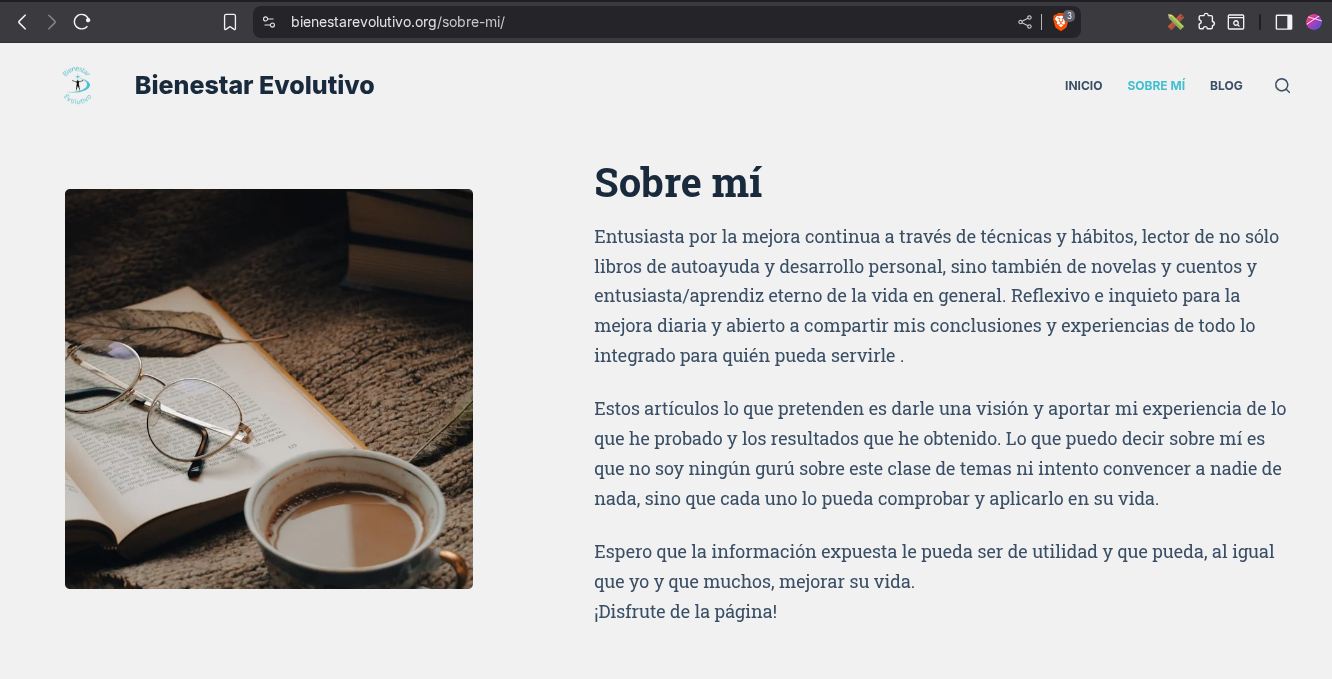 bienestarevolutivo.org/sobre-mi/
3
Bienestar
Evolutivo
Bienestar Evolutivo
INICIO
SOBRE MÍ
BLOG
Sobre mí
Entusiasta por la mejora continua a través de técnicas y hábitos, lector de no sólo
libros de autoayuda y desarrollo personal, sino también de novelas y cuentos y
entusiasta/aprendiz eterno de la vida en general. Reflexivo e inquieto para la
mejora diaria y abierto a compartir mis conclusiones y experiencias de todo lo
integrado para quién pueda servirle .
Estos artículos lo que pretenden es darle una visión y aportar mi experiencia de lo
que he probado y los resultados que he obtenido. Lo que puedo decir sobre mí es
que no soy ningún gurú sobre este clase de temas ni intento convencer a nadie de
nada, sino que cada uno lo pueda comprobar y aplicarlo en su vida.
Espero que la información expuesta le pueda ser de utilidad y que pueda, al igual
que yo y que muchos, mejorar su vida.
¡Disfrute de la página!